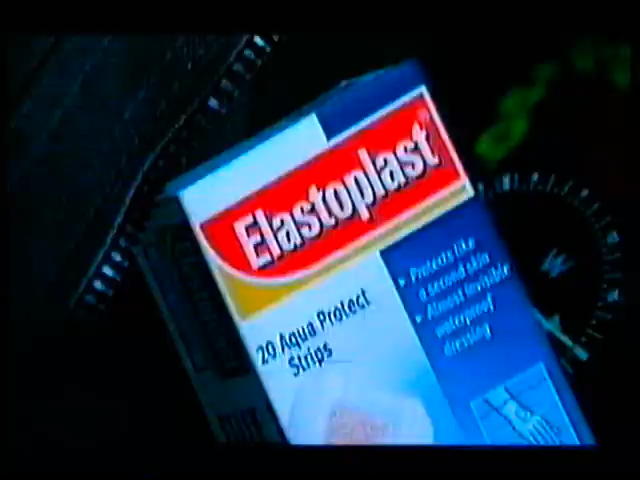 Elastoplast®
20 Aqua Protect
Strips
• Protects like
a second skin
• Almost invisible
waterproof
dressing
W